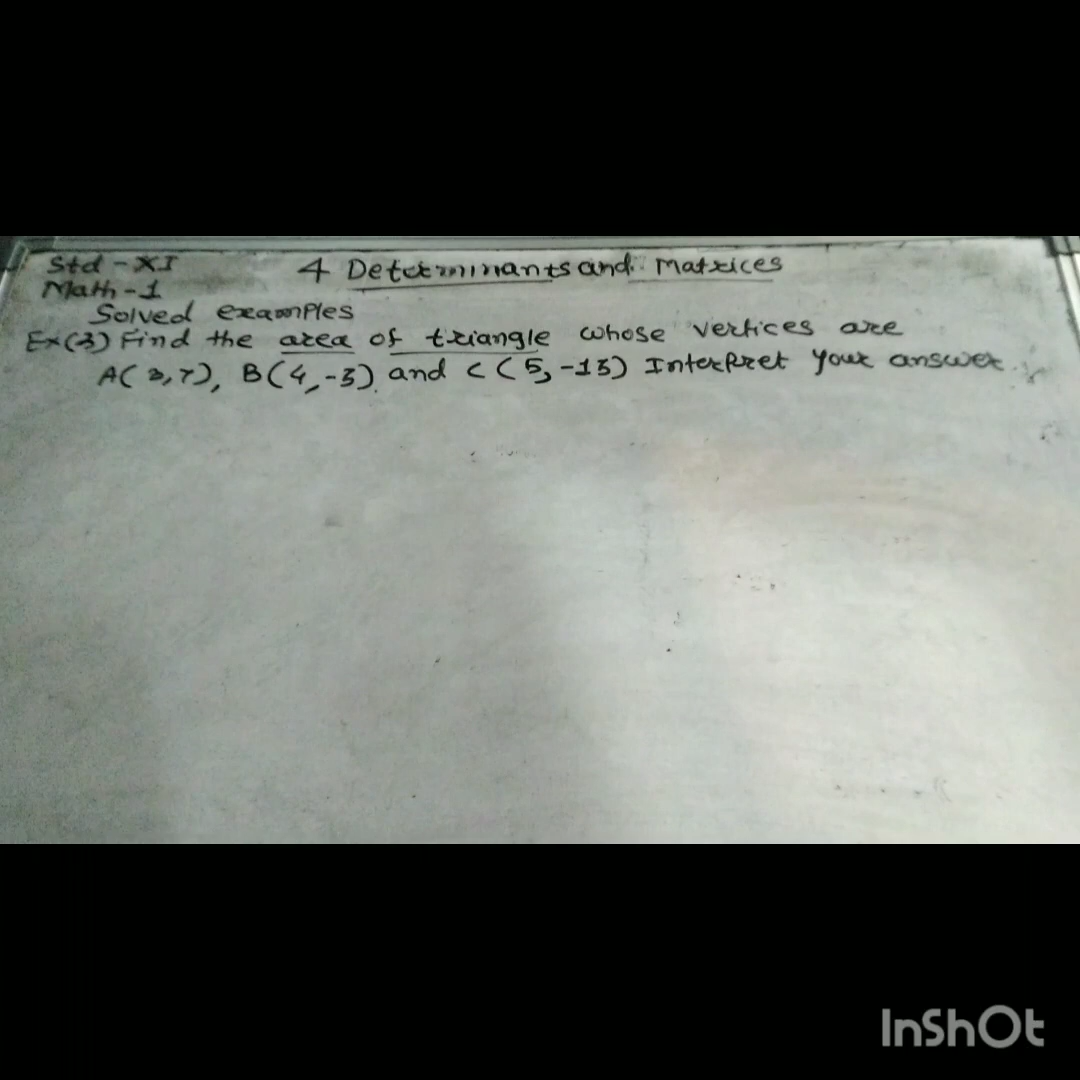 Std - XI
4 Determinants and Matrices
Math - 1
Solved examples
Ex(3) Find the area of triangle whose vertices are
A(3,7), B(4,-3) and C(5,-13) Interpret your answer.
InShOt